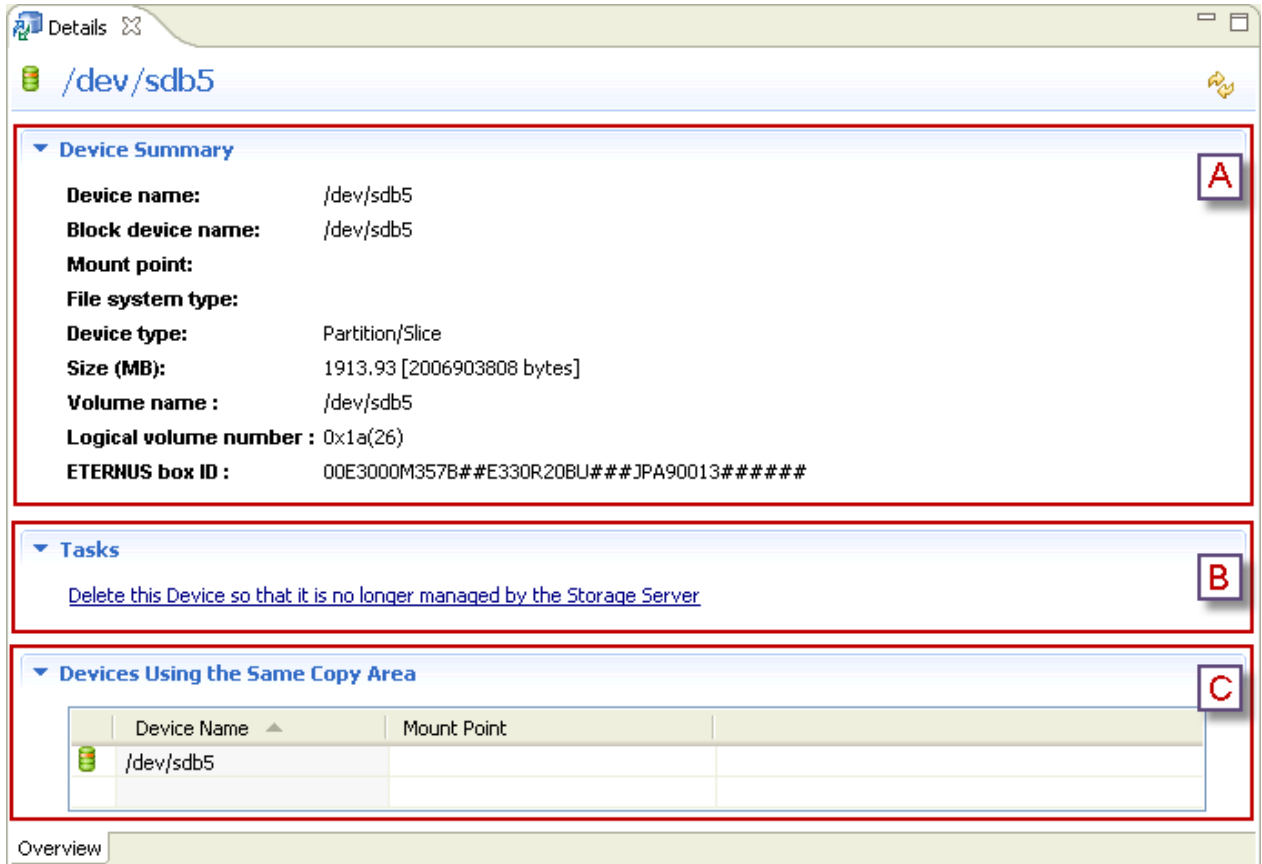 Details
/dev/sdb5
Device Summary
A
Device name: /dev/sdb5
Block device name: /dev/sdb5
Mount point:
File system type:
Device type: Partition/Slice
Size (MB): 1913.93 [2006903808 bytes]
Volume name : /dev/sdb5
Logical volume number : 0x1a(26)
ETERNUS box ID : 00E3000M357B##E330R20BU###JPA90013######
Tasks
B
Delete this Device so that it is no longer managed by the Storage Server
Devices Using the Same Copy Area
C
Device Name Mount Point
/dev/sdb5
Overview